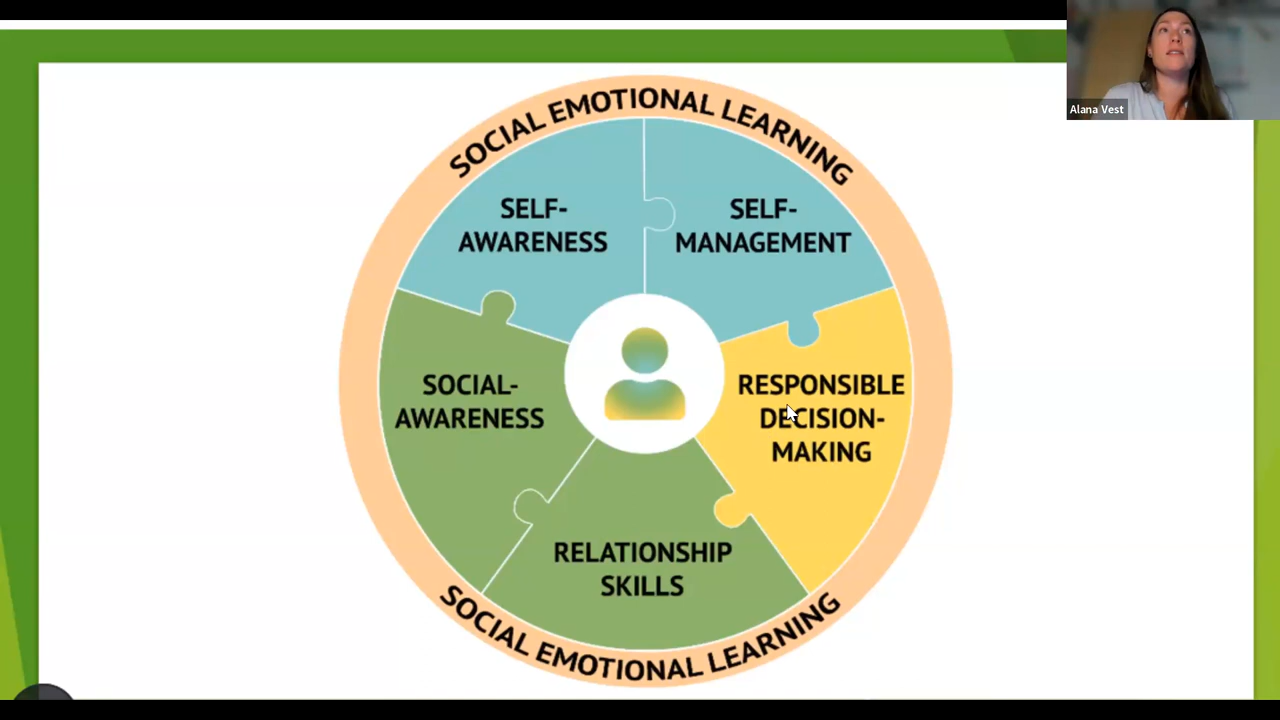 Alana Vest
SOCIAL EMOTIONAL LEARNING
SELF-
AWARENESS
SELF-
MANAGEMENT
SOCIAL-
AWARENESS
RESPONSIBLE
DECISION-
MAKING
RELATIONSHIP
SKILLS
SOCIAL EMOTIONAL LEARNING